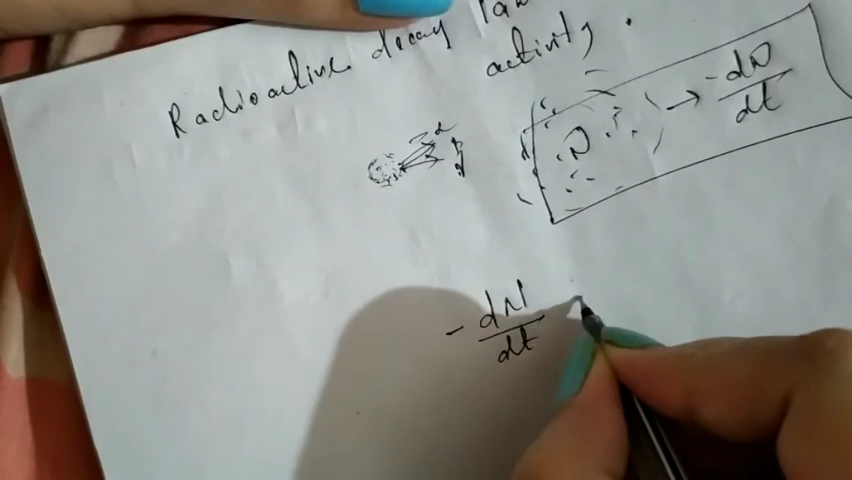 Radioactive decay law
activity.
N → -dN/dt
α
β
γ
- dN/dt